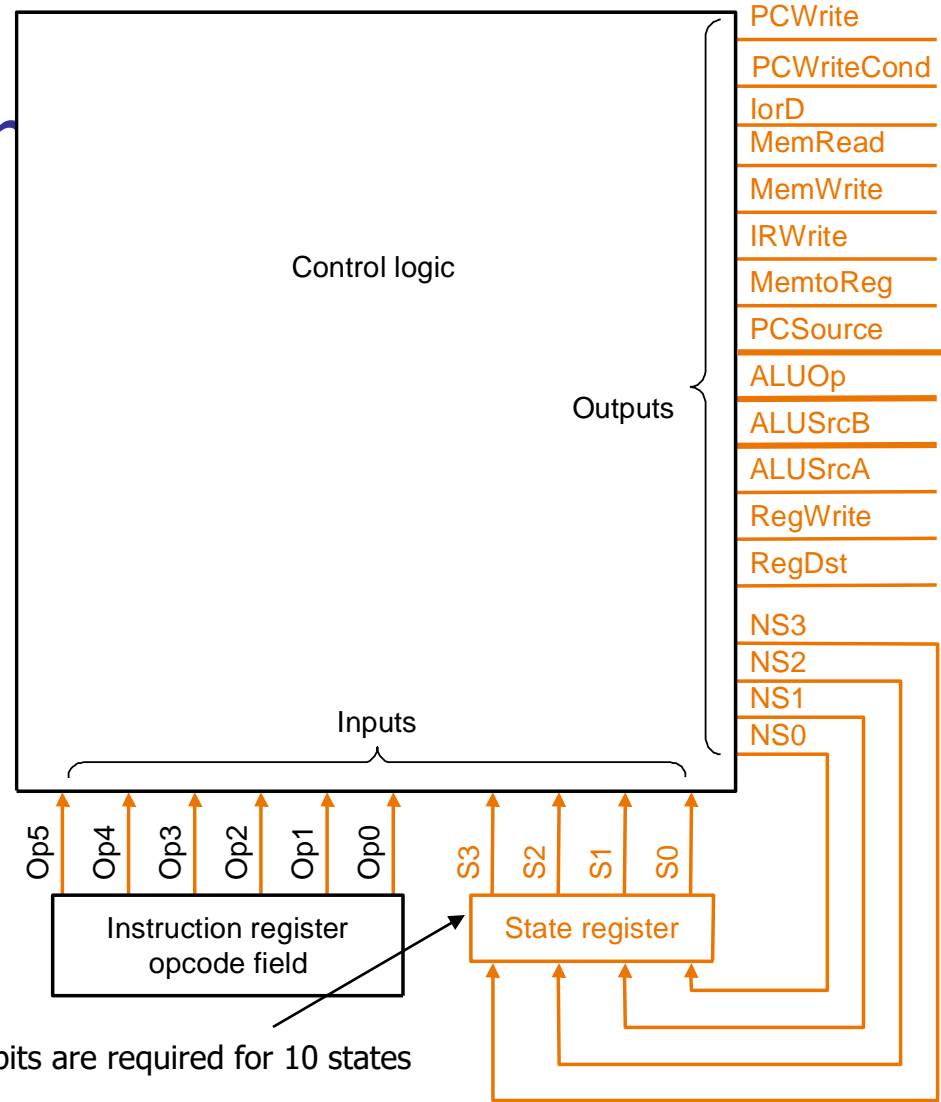 PCWrite
PCWriteCond
IorD
MemRead
MemWrite
IRWrite
MemtoReg
PCSource
ALUOp
ALUSrcB
ALUSrcA
RegWrite
RegDst
NS3
NS2
NS1
NS0
Control logic
Outputs
Inputs
Op5 Op4 Op3 Op2 Op1 Op0 S3 S2 S1 S0
Instruction register
opcode field
State register
bits are required for 10 states